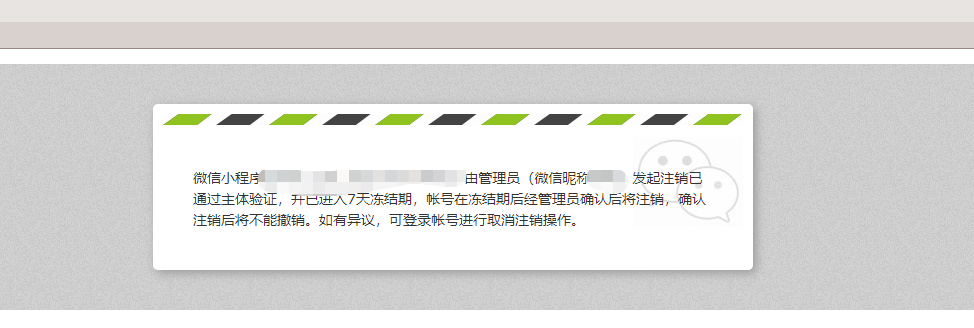 微信小程序 由管理员（微信昵称 ）发起注销已
通过主体验证，并已进入7天冻结期，帐号在冻结期后经管理员确认后将注销，确认
注销后将不能撤销。如有异议，可登录帐号进行取消注销操作。